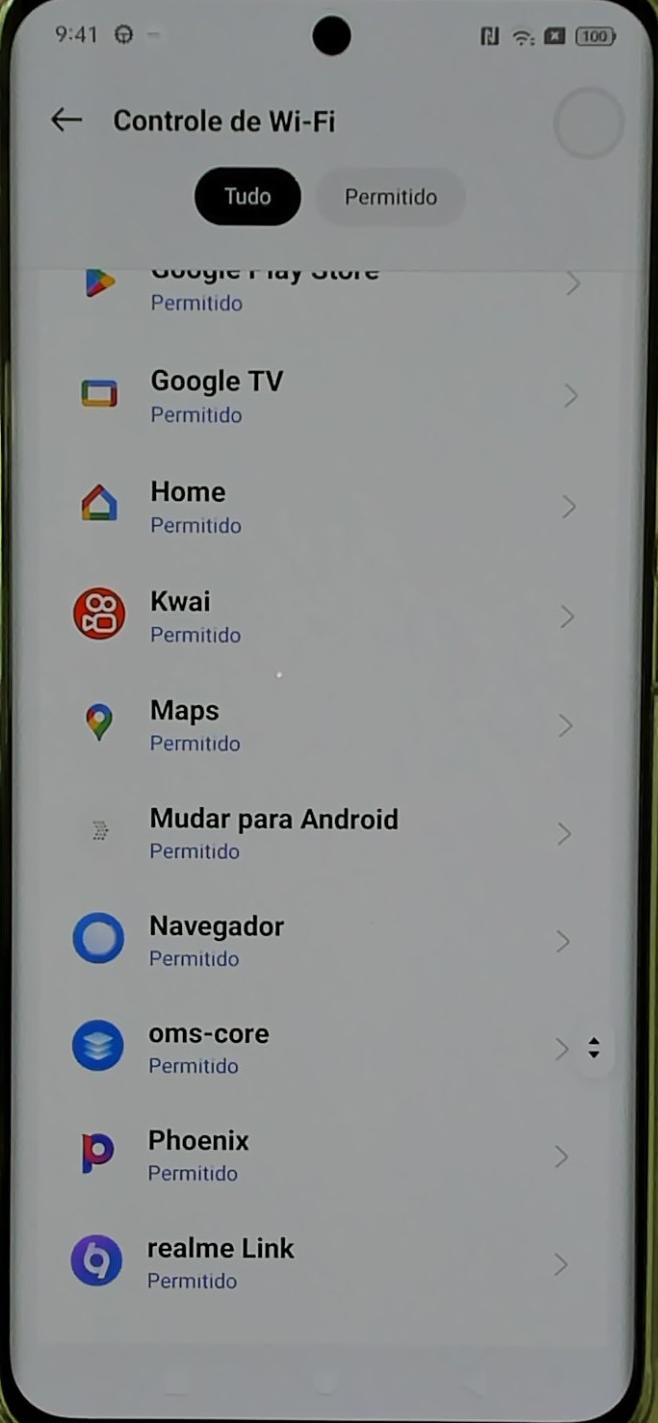 9:41
100
Controle de Wi-Fi
Tudo
Permitido
Google Play Store
Permitido
Google TV
Permitido
Home
Permitido
Kwai
Permitido
Maps
Permitido
Mudar para Android
Permitido
Navegador
Permitido
oms-core
Permitido
Phoenix
Permitido
realme Link
Permitido